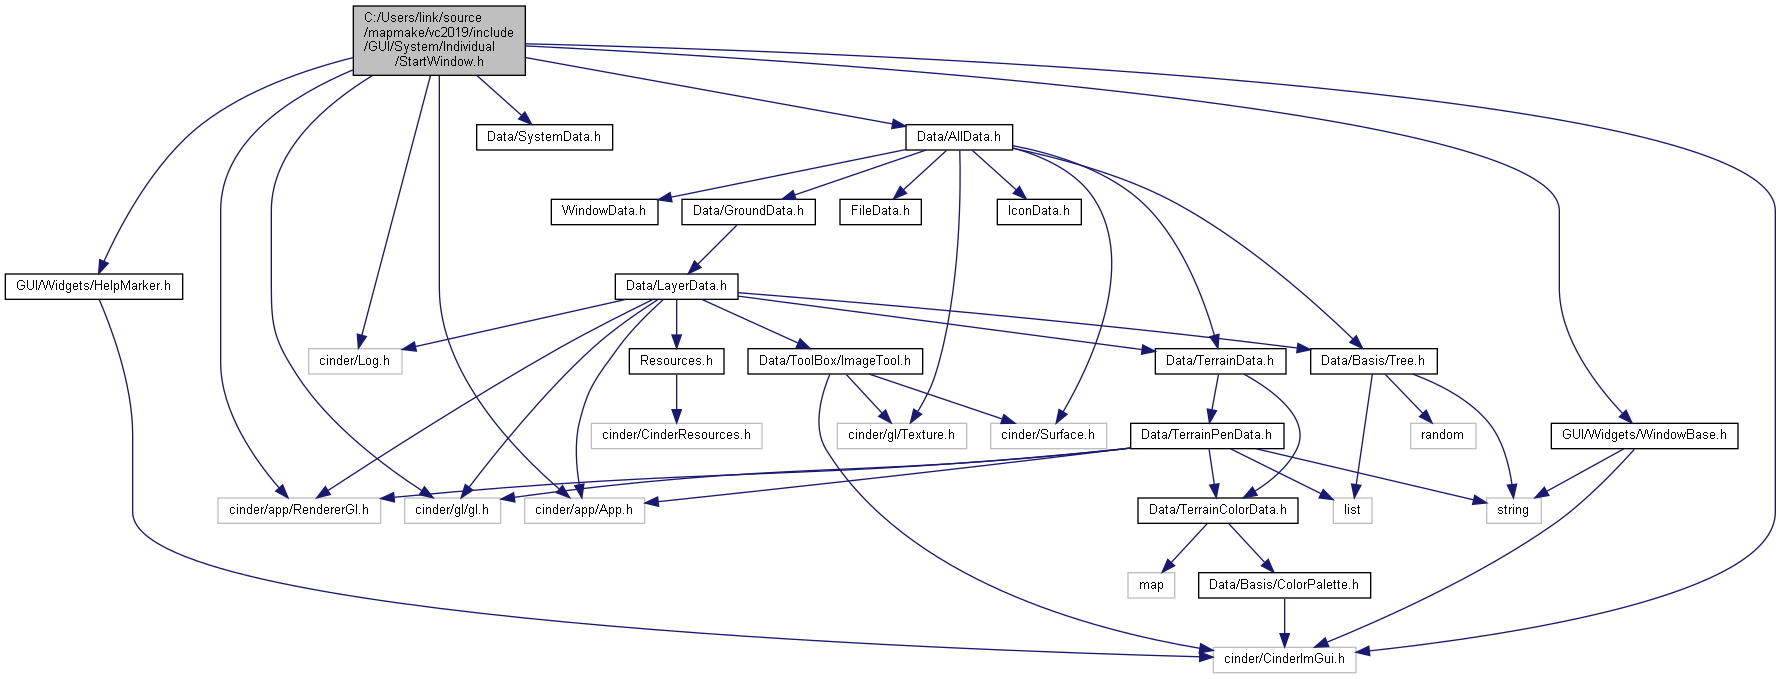 C:/Users/link/source
/mapmake/vc2019/include
/GUI/System/Individual
/StartWindow.h
Data/SystemData.h
Data/AllData.h
WindowData.h
Data/GroundData.h
FileData.h
IconData.h
GUI/Widgets/HelpMarker.h
Data/LayerData.h
cinder/Log.h
Resources.h
Data/ToolBox/ImageTool.h
Data/TerrainData.h
Data/Basis/Tree.h
cinder/CinderResources.h
cinder/gl/Texture.h
cinder/Surface.h
Data/TerrainPenData.h
random
GUI/Widgets/WindowBase.h
cinder/app/RendererGl.h
cinder/gl/gl.h
cinder/app/App.h
Data/TerrainColorData.h
list
string
map
Data/Basis/ColorPalette.h
cinder/CinderImGui.h